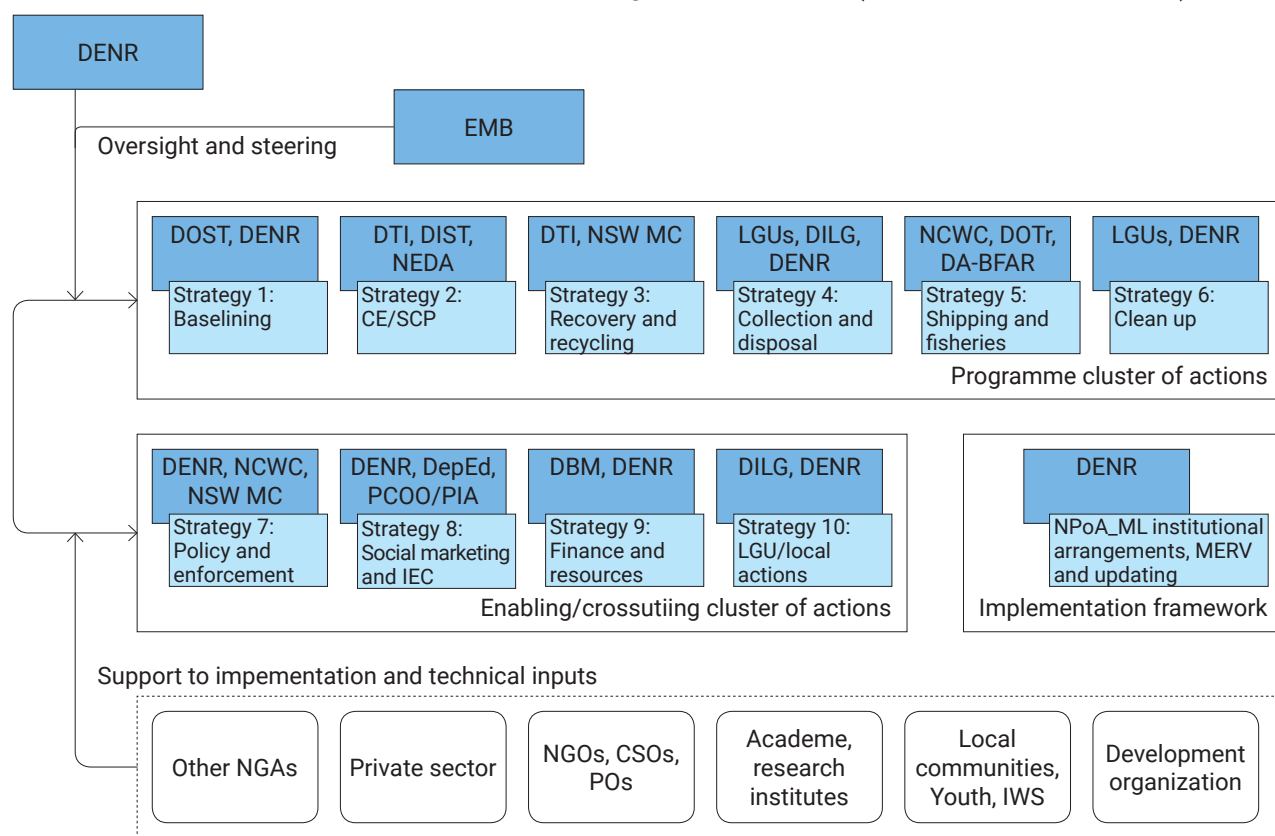 DENR
EMB
Oversight and steering
DOST, DENR
Strategy 1:
Baselining
DTI, DIST,
NEDA
Strategy 2:
CE/SCP
DTI, NSW MC
Strategy 3:
Recovery and
recycling
LGUs, DILG,
DENR
Strategy 4:
Collection and
disposal
NCWC, DOTr,
DA-BFAR
Strategy 5:
Shipping and
fisheries
LGUs, DENR
Strategy 6:
Clean up
Programme cluster of actions
DENR, NCWC,
NSW MC
Strategy 7:
Policy and
enforcement
DENR, DepEd,
PCOO/PIA
Strategy 8:
Social marketing
and IEC
DBM, DENR
Strategy 9:
Finance and
resources
DILG, DENR
Strategy 10:
LGU/local
actions
Enabling/crossutiing cluster of actions
DENR
NPoA_ML institutional
arrangements, MERV
and updating
Implementation framework
Support to impementation and technical inputs
Other NGAs
Private sector
NGOs, CSOs,
POs
Academe,
research
institutes
Local
communities,
Youth, IWS
Development
organization